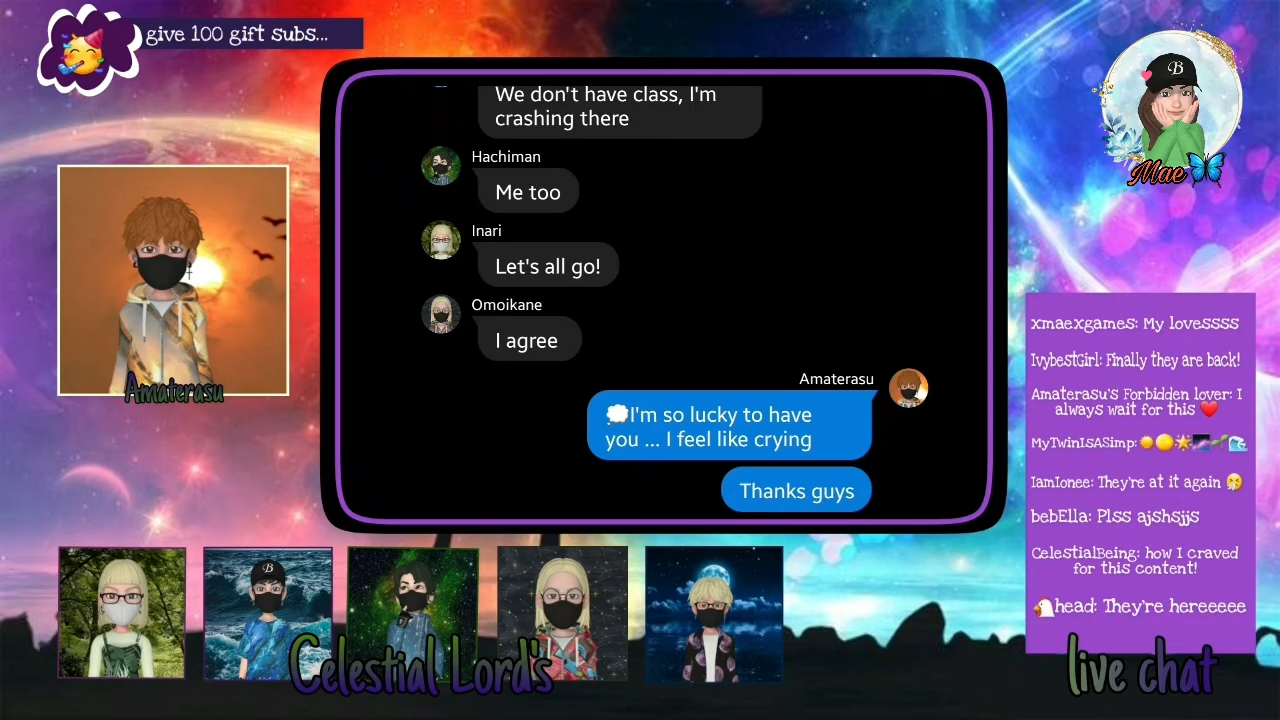 give 100 gift subs...
We don't have class, I'm
crashing there
Hachiman
Me too
Inari
Let's all go!
Omoikane
I agree
Amaterasu
💭I'm so lucky to have
you ... I feel like crying
Thanks guys
Amaterasu
B
Mae🦋
xmaexgames: My lovessss
IvybestGirl: Finally they are back!
Amaterasu's Forbidden lover: I
always wait for this ❤️
MyTwinIsASimp: ☀️🌕🌟🌌🌱🌊
IamIonee: They're at it again 🤧
bebElla: Plss ajshsjjs
CelestialBeing: how I craved
for this content!
🐔head: They're hereeeee
B
Celestial Lord's
live chat